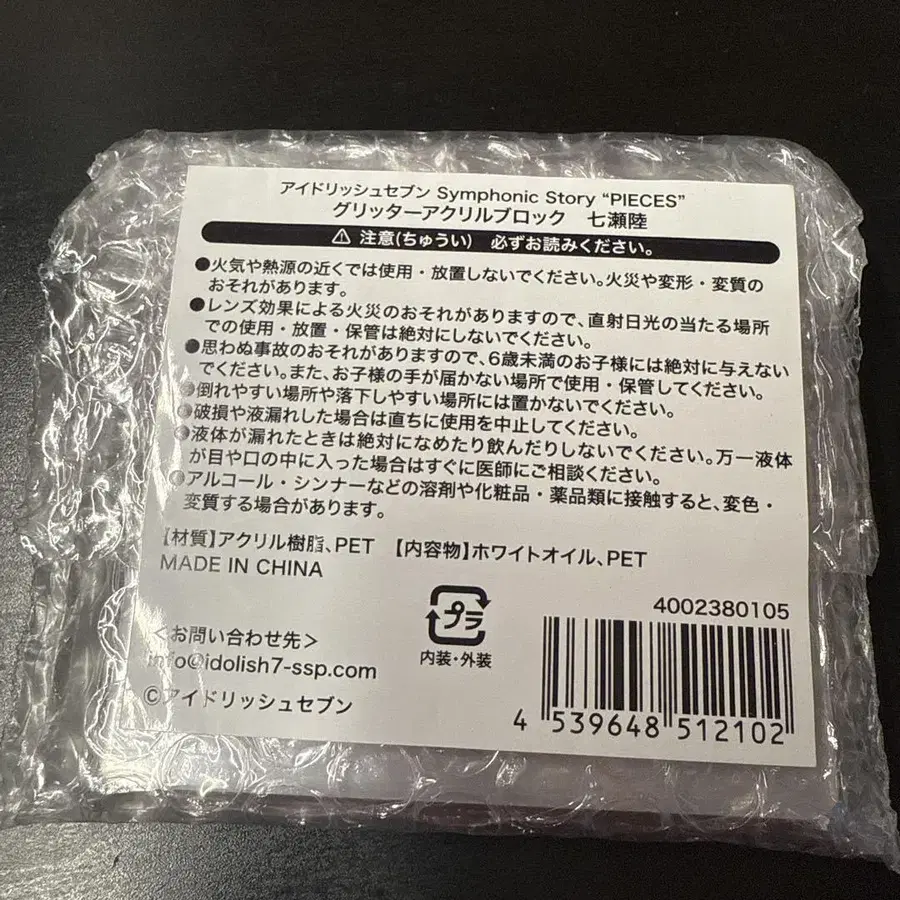 アイドリッシュセブン Symphonic Story “PIECES”
グリッターアクリルブロック 七瀬陸
⚠ 注意(ちゅうい) 必ずお読みください。
●火気や熱源の近くでは使用・放置しないでください。火災や変形・変質の
おそれがあります。
●レンズ効果による火災のおそれがありますので、直射日光の当たる場所
での使用・放置・保管は絶対にしないでください。
●思わぬ事故のおそれがありますので、6歳未満のお子様には絶対に与えない
でください。また、お子様の手が届かない場所で使用・保管してください。
●倒れやすい場所や落下しやすい場所には置かないでください。
●破損や液漏れした場合は直ちに使用を中止してください。
●液体が漏れたときは絶対になめたり飲んだりしないでください。万一液体
が目や口の中に入った場合はすぐに医師にご相談ください。
●アルコール・シンナーなどの溶剤や化粧品・薬品類に接触すると、変色・
変質する場合があります。
【材質】アクリル樹脂、PET 【内容物】ホワイトオイル、PET
MADE IN CHINA
プラ
内装・外装
4002380105
4 539648 512102
<お問い合わせ先>
info@idolish7-ssp.com
©アイドリッシュセブン